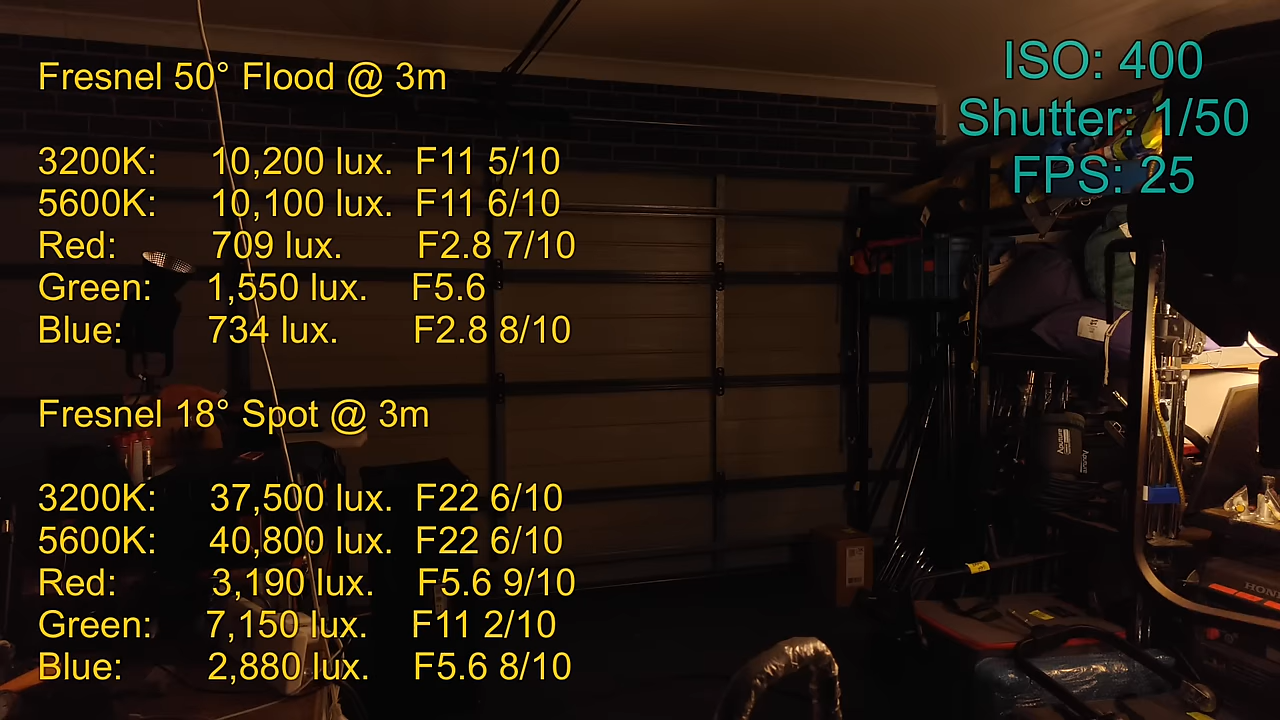 Fresnel 50° Flood @ 3m
3200K: 10,200 lux. F11 5/10
5600K: 10,100 lux. F11 6/10
Red: 709 lux. F2.8 7/10
Green: 1,550 lux. F5.6
Blue: 734 lux. F2.8 8/10
Fresnel 18° Spot @ 3m
3200K: 37,500 lux. F22 6/10
5600K: 40,800 lux. F22 6/10
Red: 3,190 lux. F5.6 9/10
Green: 7,150 lux. F11 2/10
Blue: 2,880 lux. F5.6 8/10
ISO: 400
Shutter: 1/50
FPS: 25
Aputure
Aputure
HON